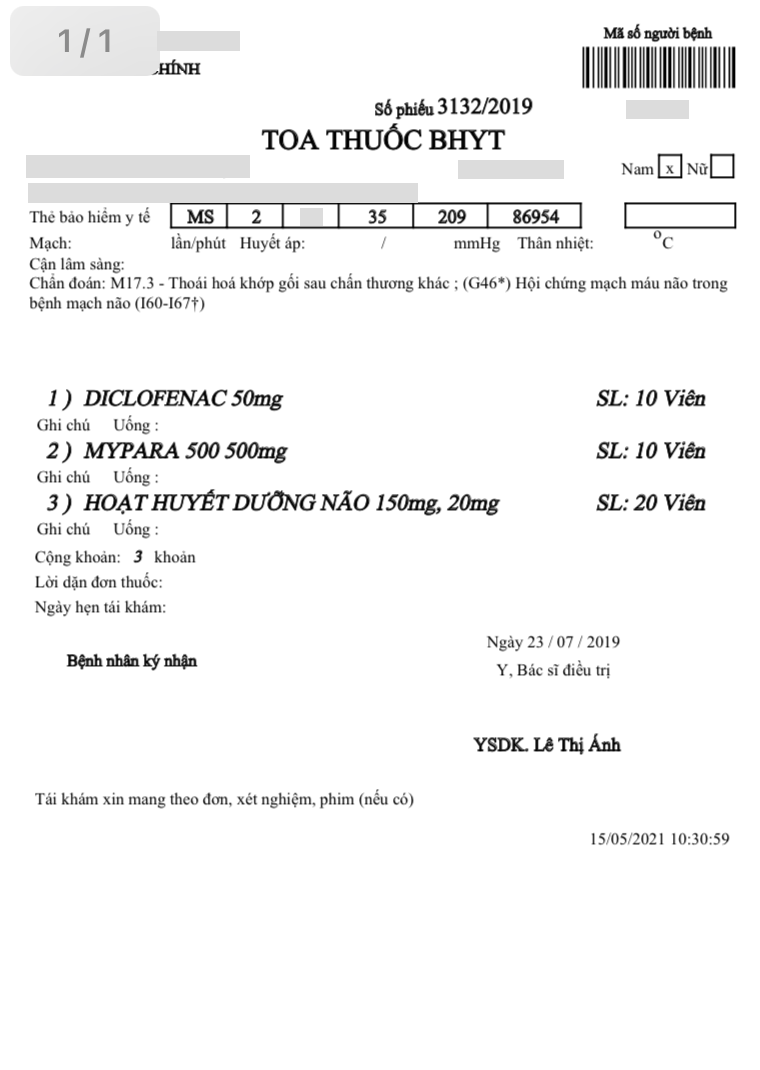 1/1
Mã số người bệnh
CHÍNH
Số phiếu 3132/2019
TOA THUỐC BHYT
Nam x Nữ
Thẻ bảo hiểm y tế MS 2 35 209 86954
Mạch: lần/phút Huyết áp: / mmHg Thân nhiệt: °C
Cận lâm sàng:
Chẩn đoán: M17.3 - Thoái hoá khớp gối sau chấn thương khác ; (G46*) Hội chứng mạch máu não trong
bệnh mạch não (I60-I67†)
1 ) DICLOFENAC 50mg SL: 10 Viên
Ghi chú Uống :
2 ) MYPARA 500 500mg SL: 10 Viên
Ghi chú Uống :
3 ) HOẠT HUYẾT DƯỠNG NÃO 150mg, 20mg SL: 20 Viên
Ghi chú Uống :
Cộng khoản: 3 khoản
Lời dặn đơn thuốc:
Ngày hẹn tái khám:
Ngày 23 / 07 / 2019
Bệnh nhân ký nhận
Y, Bác sĩ điều trị
YSDK. Lê Thị Ánh
Tái khám xin mang theo đơn, xét nghiệm, phim (nếu có)
15/05/2021 10:30:59